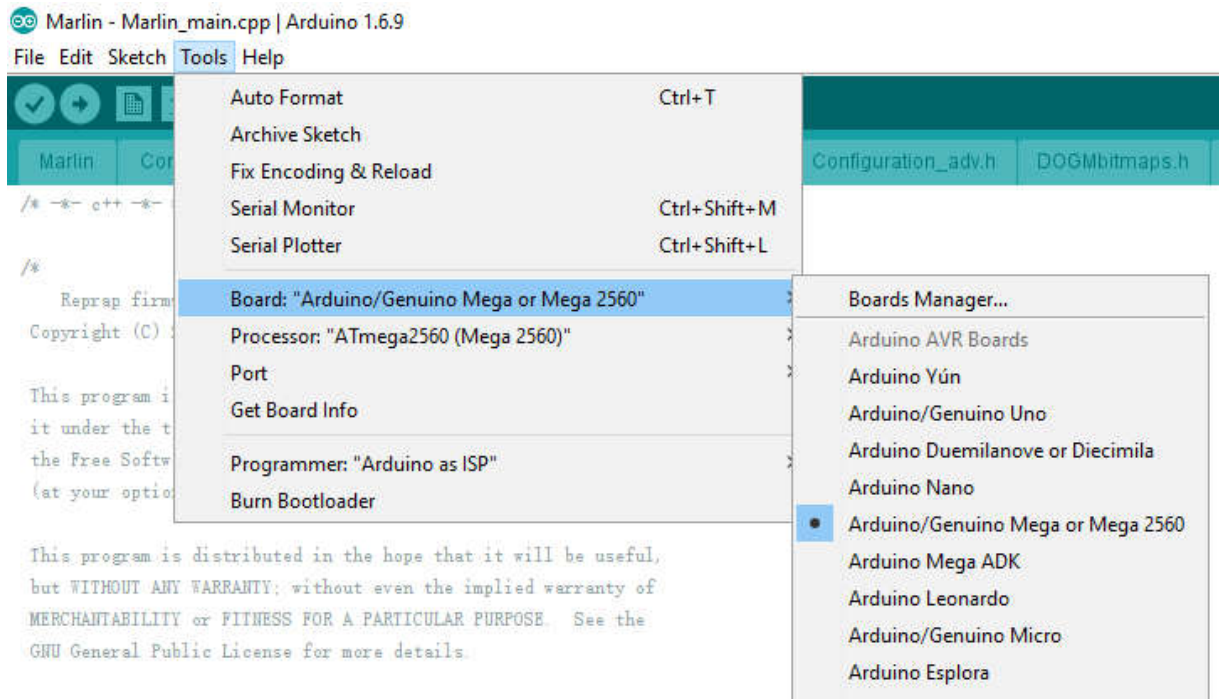 Marlin - Marlin_main.cpp | Arduino 1.6.9
File Edit Sketch Tools Help
Auto Format Ctrl+T
Archive Sketch
Fix Encoding & Reload
Serial Monitor Ctrl+Shift+M
Serial Plotter Ctrl+Shift+L
Board: "Arduino/Genuino Mega or Mega 2560"
Processor: "ATmega2560 (Mega 2560)"
Port
Get Board Info
Programmer: "Arduino as ISP"
Burn Bootloader
Boards Manager...
Arduino AVR Boards
Arduino Yún
Arduino/Genuino Uno
Arduino Duemilanove or Diecimila
Arduino Nano
Arduino/Genuino Mega or Mega 2560
Arduino Mega ADK
Arduino Leonardo
Arduino/Genuino Micro
Arduino Esplora
Marlin Con Configuration_adv.h DOGMbitmaps.h
/* -*- c++ -*-
/*
Reprap firm
Copyright (C)
This program i
it under the t
the Free Softw
(at your optio
This program is distributed in the hope that it will be useful,
but WITHOUT ANY WARRANTY; without even the implied warranty of
MERCHANTABILITY or FITNESS FOR A PARTICULAR PURPOSE. See the
GNU General Public License for more details.